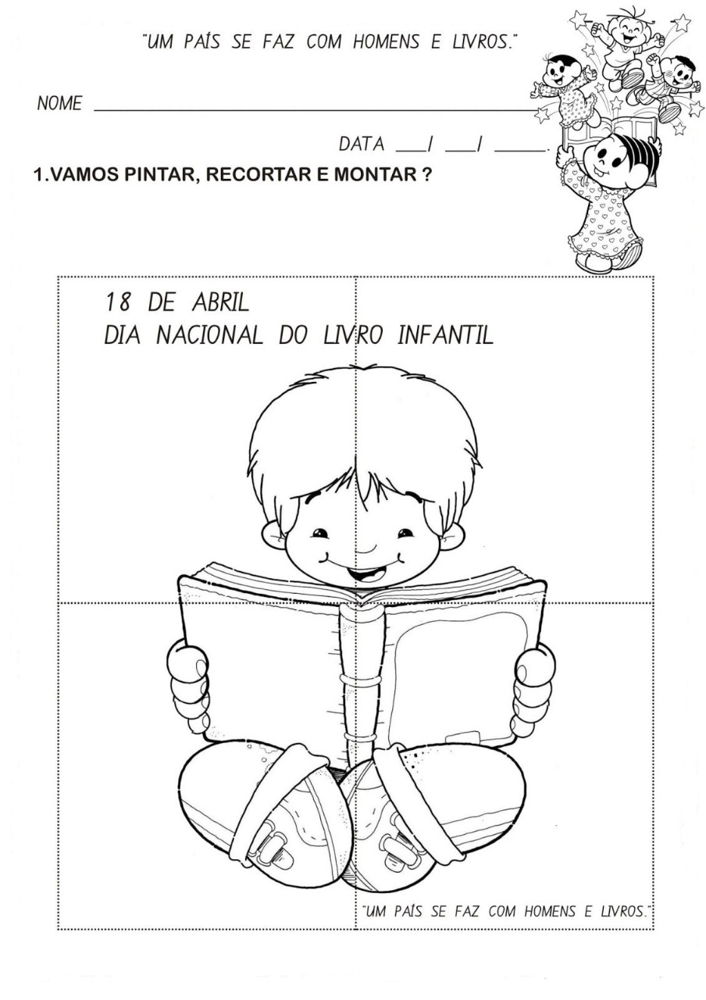 "UM PAÍS SE FAZ COM HOMENS E LIVROS."
NOME ____________________
DATA ___/ ___/ _____.
1.VAMOS PINTAR, RECORTAR E MONTAR ?
18 DE ABRIL
DIA NACIONAL DO LIVRO INFANTIL
"UM PAÍS SE FAZ COM HOMENS E LIVROS."